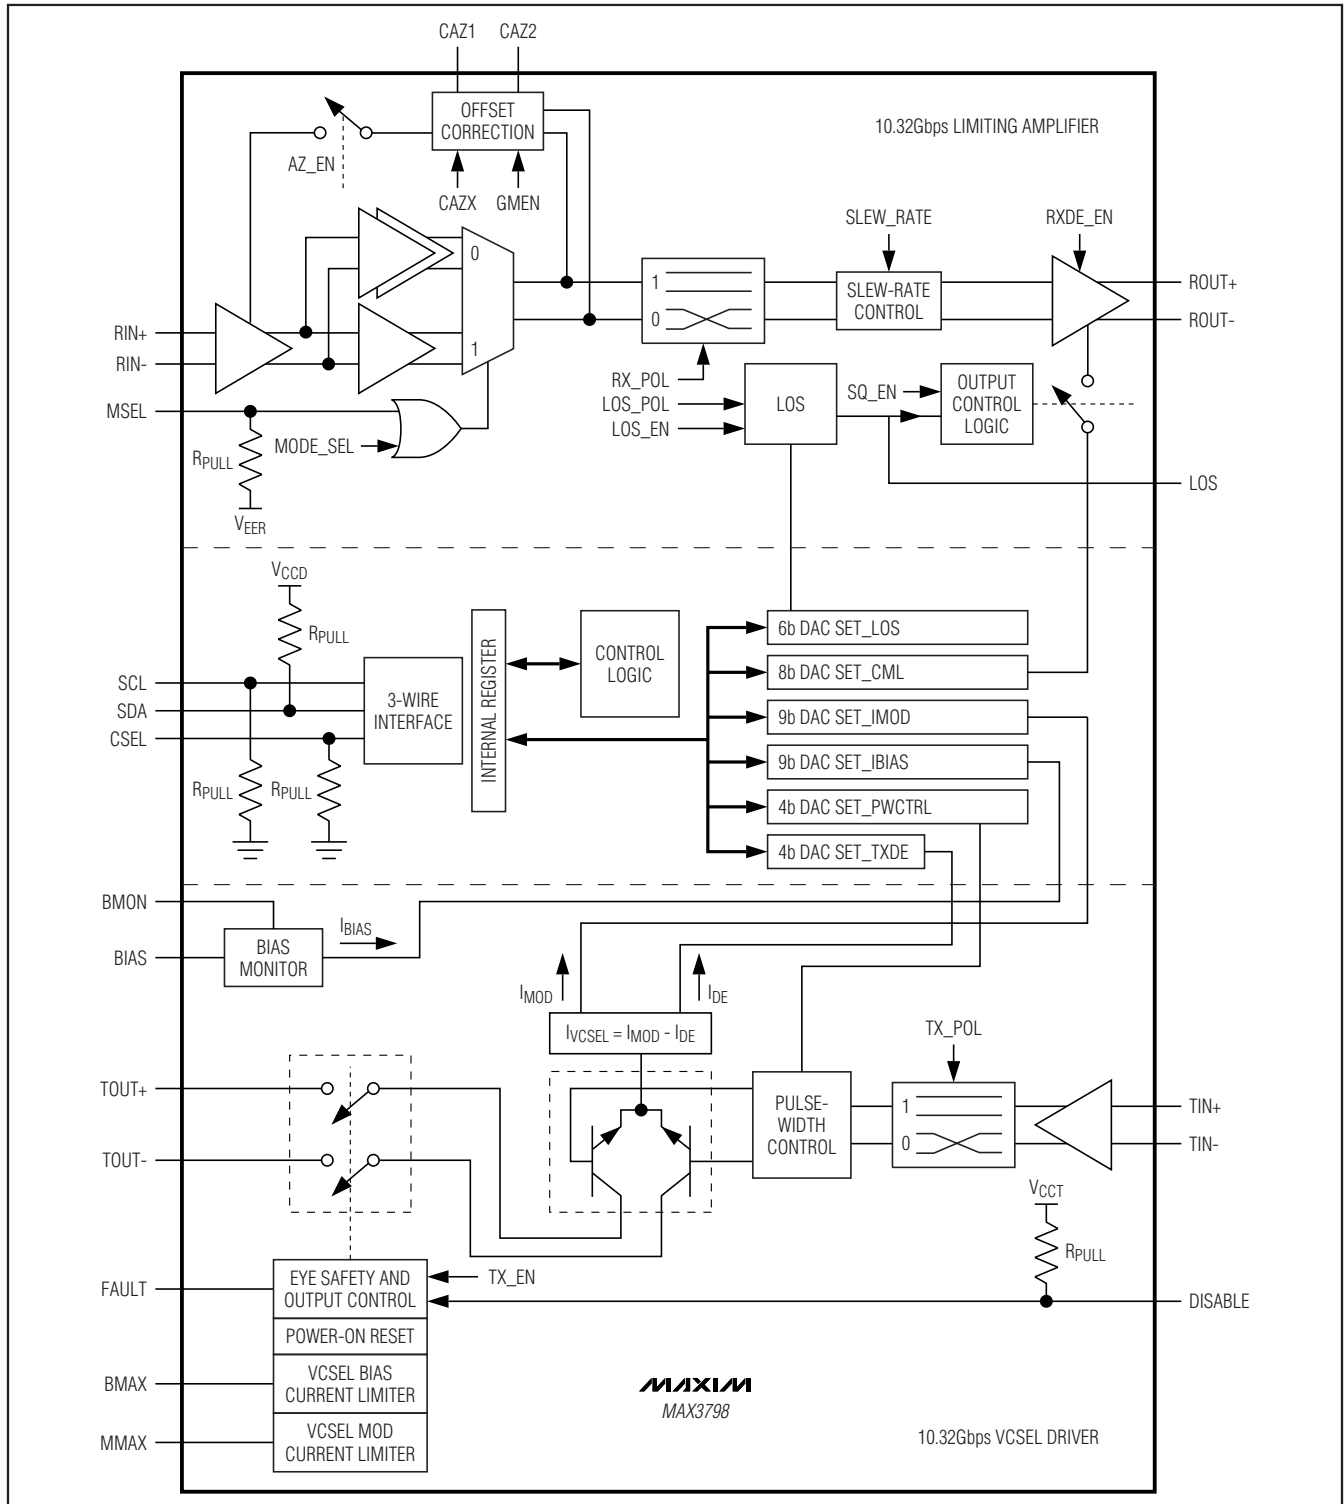 CAZ1 CAZ2
OFFSET
CORRECTION
10.32Gbps LIMITING AMPLIFIER
AZ_EN
CAZX GMEN
SLEW_RATE RXDE_EN
0
1
RIN+
RIN-
MSEL
MODE_SEL
RPULL
VEER
1
0
RX_POL
SLEW-RATE
CONTROL
ROUT+
ROUT-
LOS_POL
LOS_EN
LOS
SQ_EN
OUTPUT
CONTROL
LOGIC
LOS
VCCD
RPULL
SCL
SDA
CSEL
RPULL RPULL
3-WIRE
INTERFACE
INTERNAL REGISTER
CONTROL
LOGIC
6b DAC SET_LOS
8b DAC SET_CML
9b DAC SET_IMOD
9b DAC SET_IBIAS
4b DAC SET_PWCTRL
4b DAC SET_TXDE
BMON
BIAS
BIAS
MONITOR
IBIAS
IMOD IDE
IVCSEL = IMOD - IDE
TX_POL
TOUT+
TOUT-
PULSE-
WIDTH
CONTROL
1
0
TIN+
TIN-
VCCT
RPULL
FAULT
EYE SAFETY AND
OUTPUT CONTROL
TX_EN
DISABLE
POWER-ON RESET
BMAX
VCSEL BIAS
CURRENT LIMITER
MMAX
VCSEL MOD
CURRENT LIMITER
MAXIM
MAX3798
10.32Gbps VCSEL DRIVER